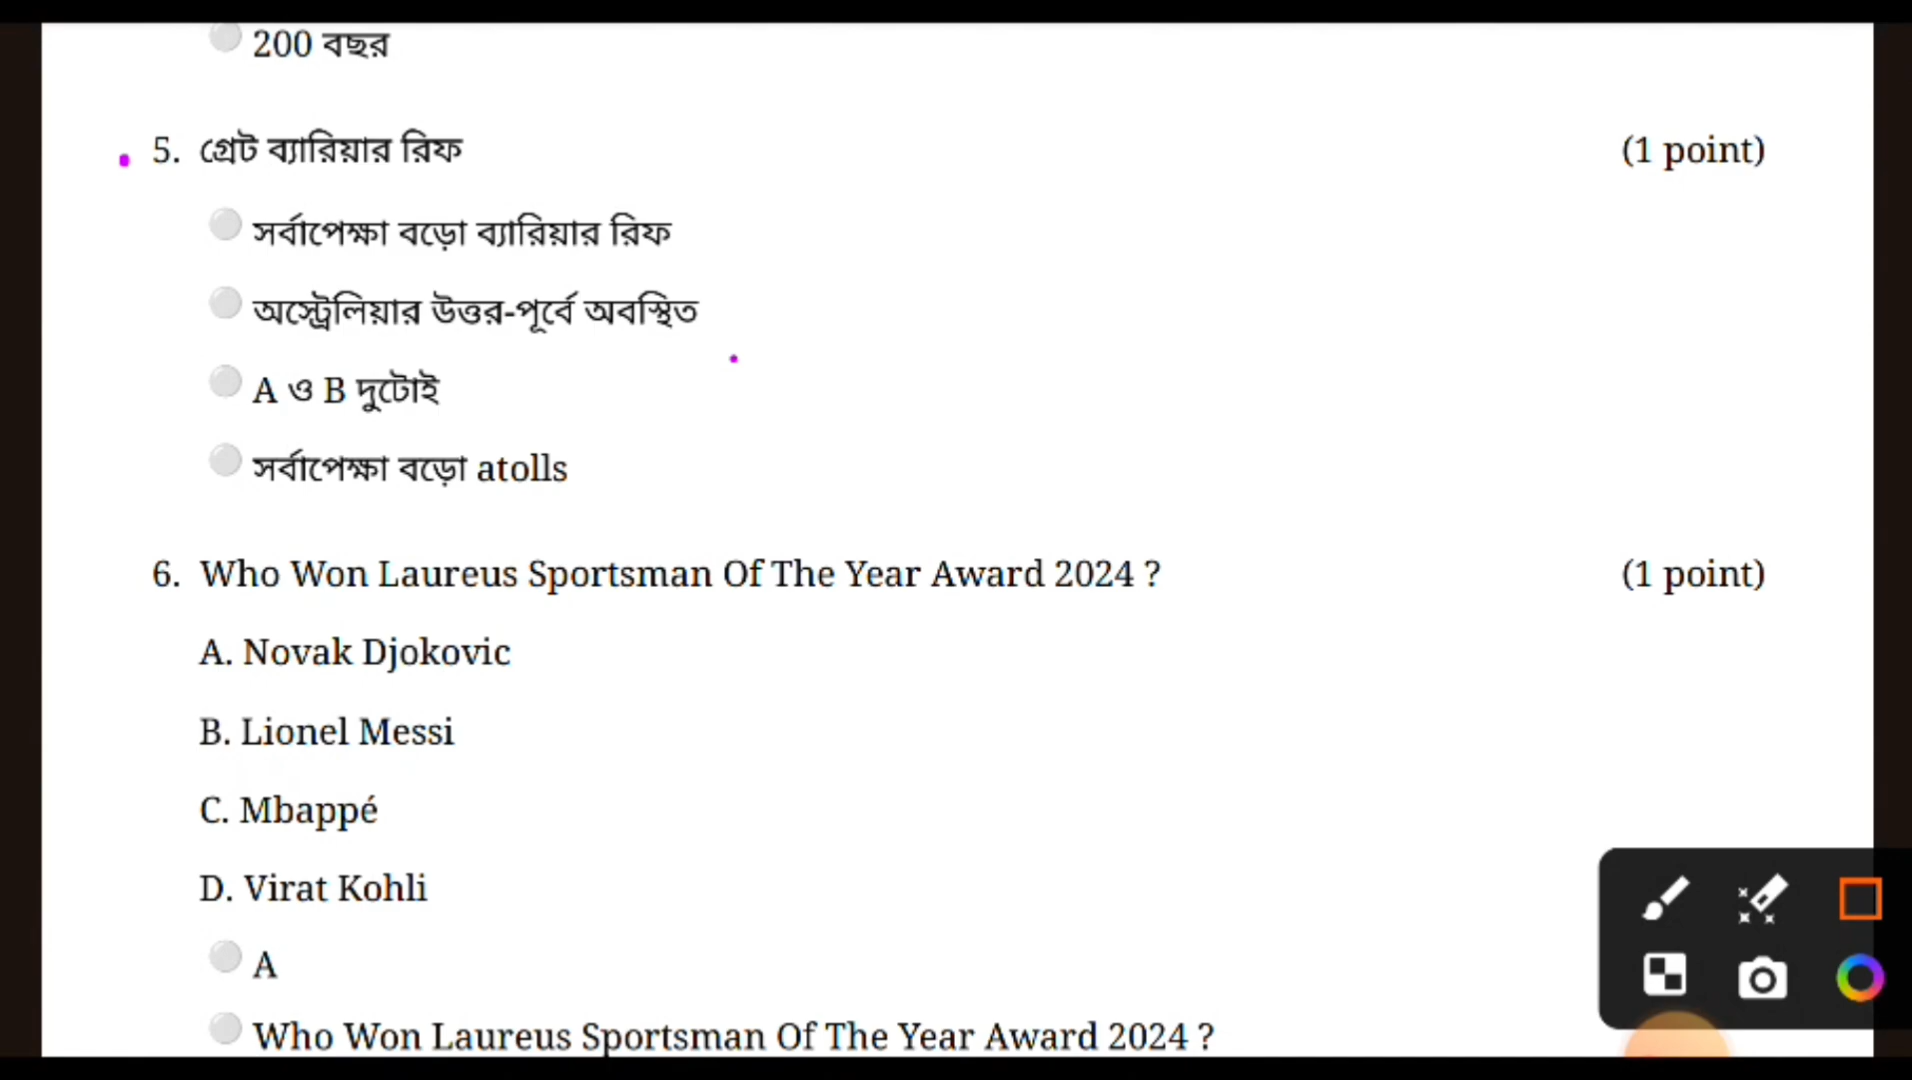 200 বছর
5. গ্রেট ব্যারিয়ার রিফ (1 point)
সর্বাপেক্ষা বড়ো ব্যারিয়ার রিফ
অস্ট্রেলিয়ার উত্তর-পূর্বে অবস্থিত
A ও B দুটোই
সর্বাপেক্ষা বড়ো atolls
6. Who Won Laureus Sportsman Of The Year Award 2024 ? (1 point)
A. Novak Djokovic
B. Lionel Messi
C. Mbappé
D. Virat Kohli
A
Who Won Laureus Sportsman Of The Year Award 2024 ?